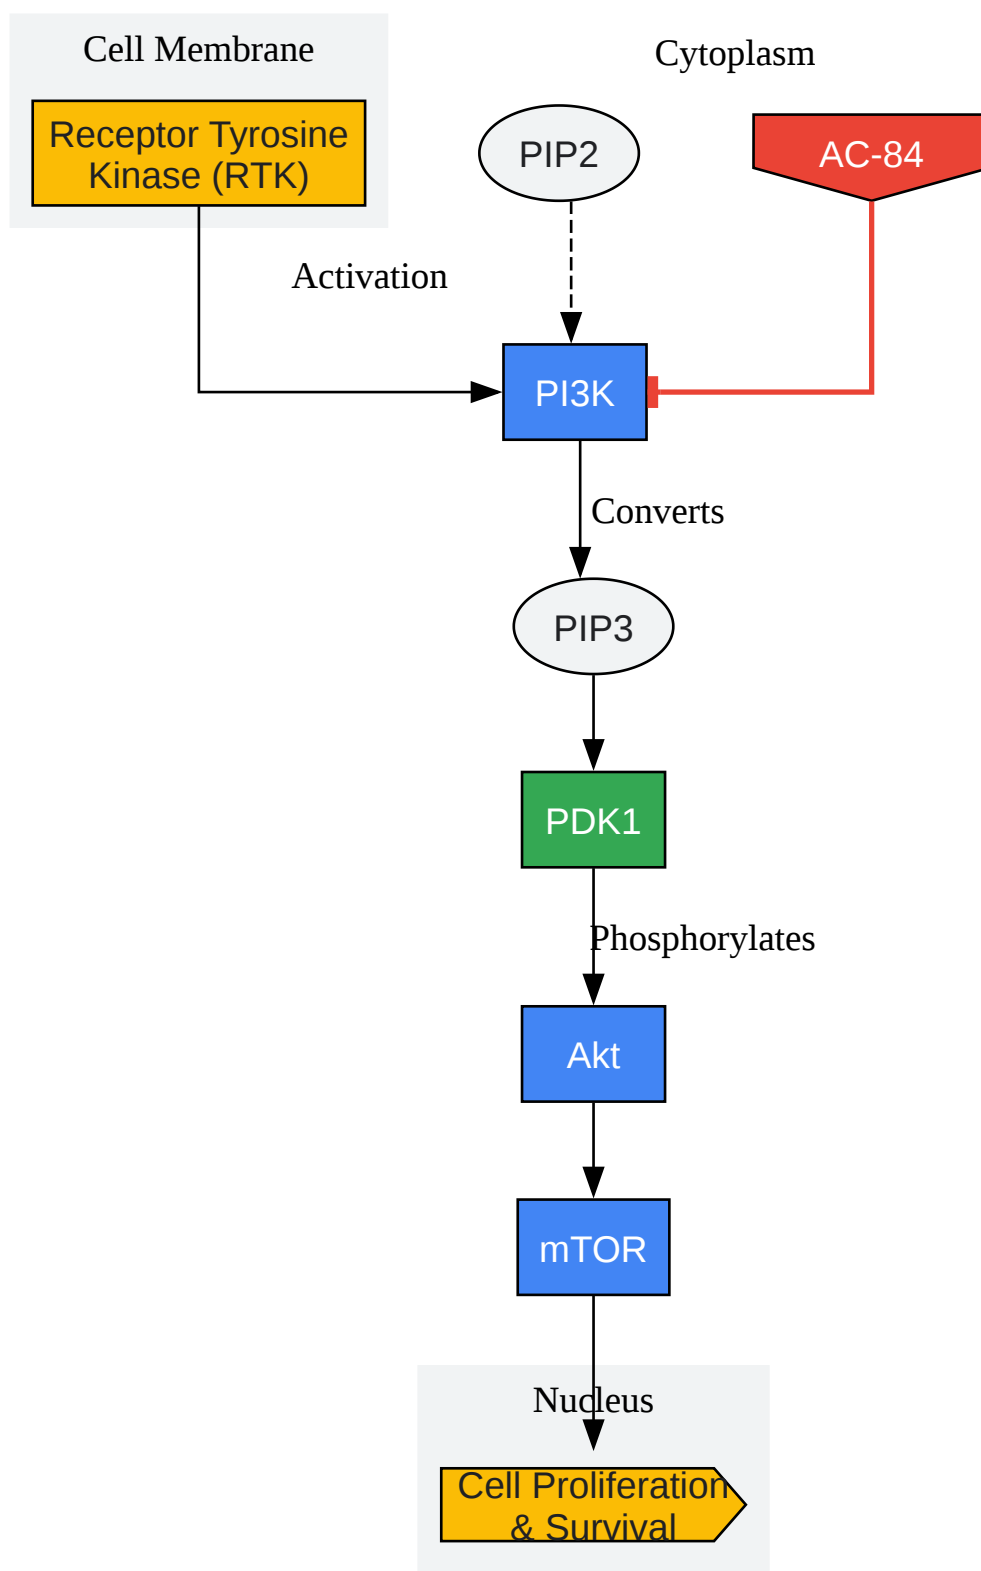 Cell Membrane
Cytoplasm
Receptor Tyrosine
Kinase (RTK)
PIP2
AC-84
Activation
PI3K
Converts
PIP3
PDK1
Phosphorylates
Akt
mTOR
Nucleus
Cell Proliferation
& Survival